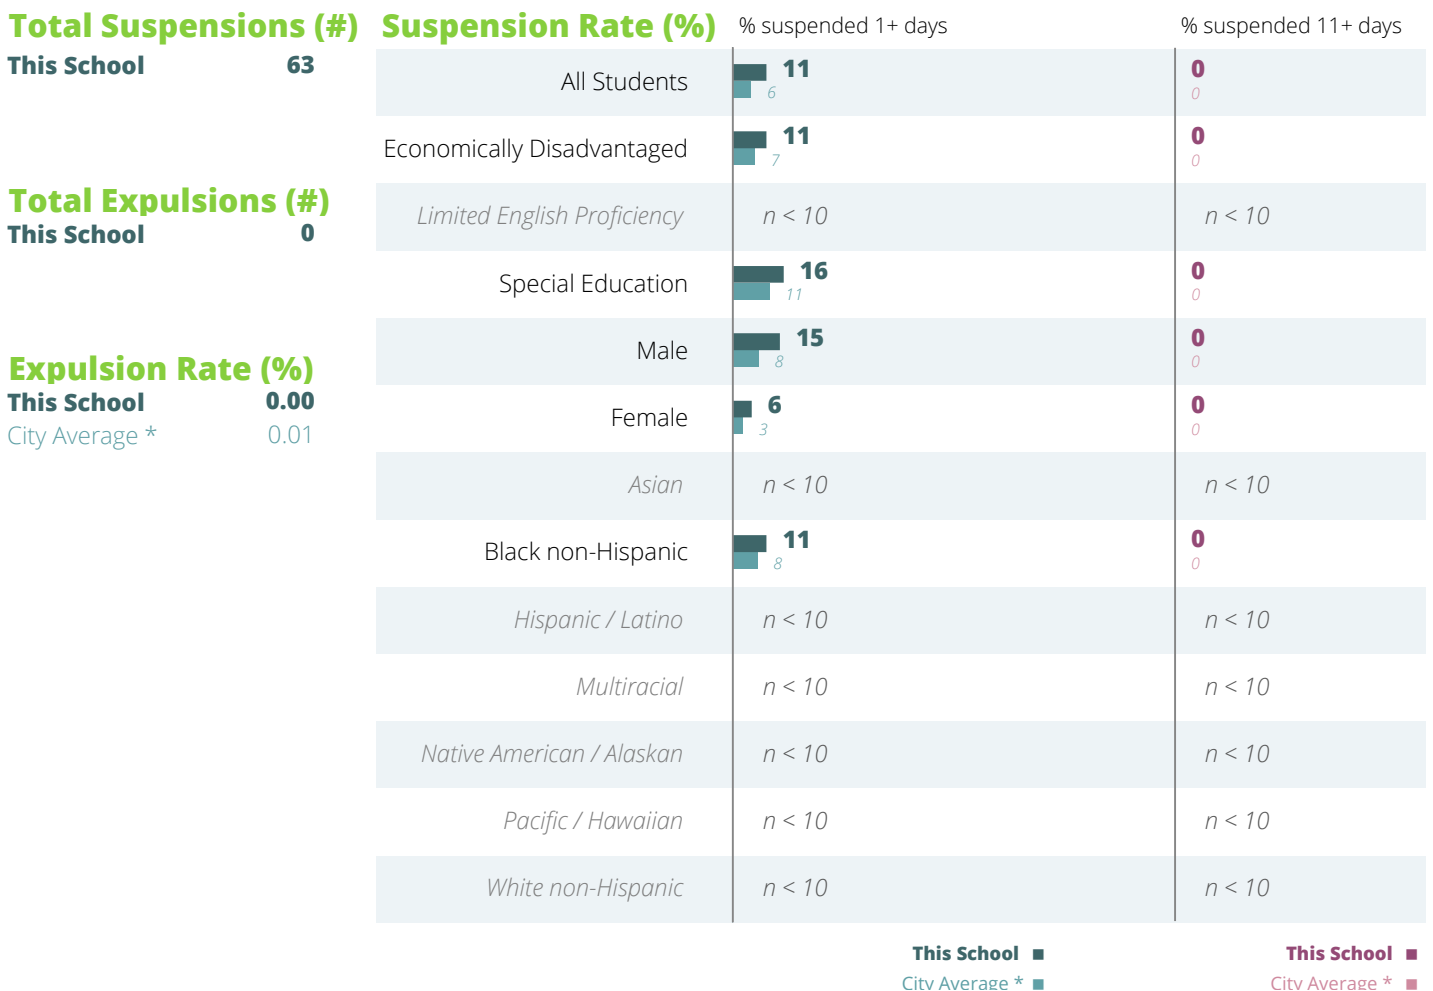 Total Suspensions (#)
This School 63
Total Expulsions (#)
This School 0
Expulsion Rate (%)
This School 0.00
City Average * 0.01
Suspension Rate (%) % suspended 1+ days % suspended 11+ days
All Students 11 0
6 0
Economically Disadvantaged 11 0
7 0
Limited English Proficiency n < 10 n < 10
Special Education 16 0
11 0
Male 15 0
8 0
Female 6 0
3 0
Asian n < 10 n < 10
Black non-Hispanic 11 0
8 0
Hispanic / Latino n < 10 n < 10
Multiracial n < 10 n < 10
Native American / Alaskan n < 10 n < 10
Pacific / Hawaiian n < 10 n < 10
White non-Hispanic n < 10 n < 10
This School This School
City Average * City Average *